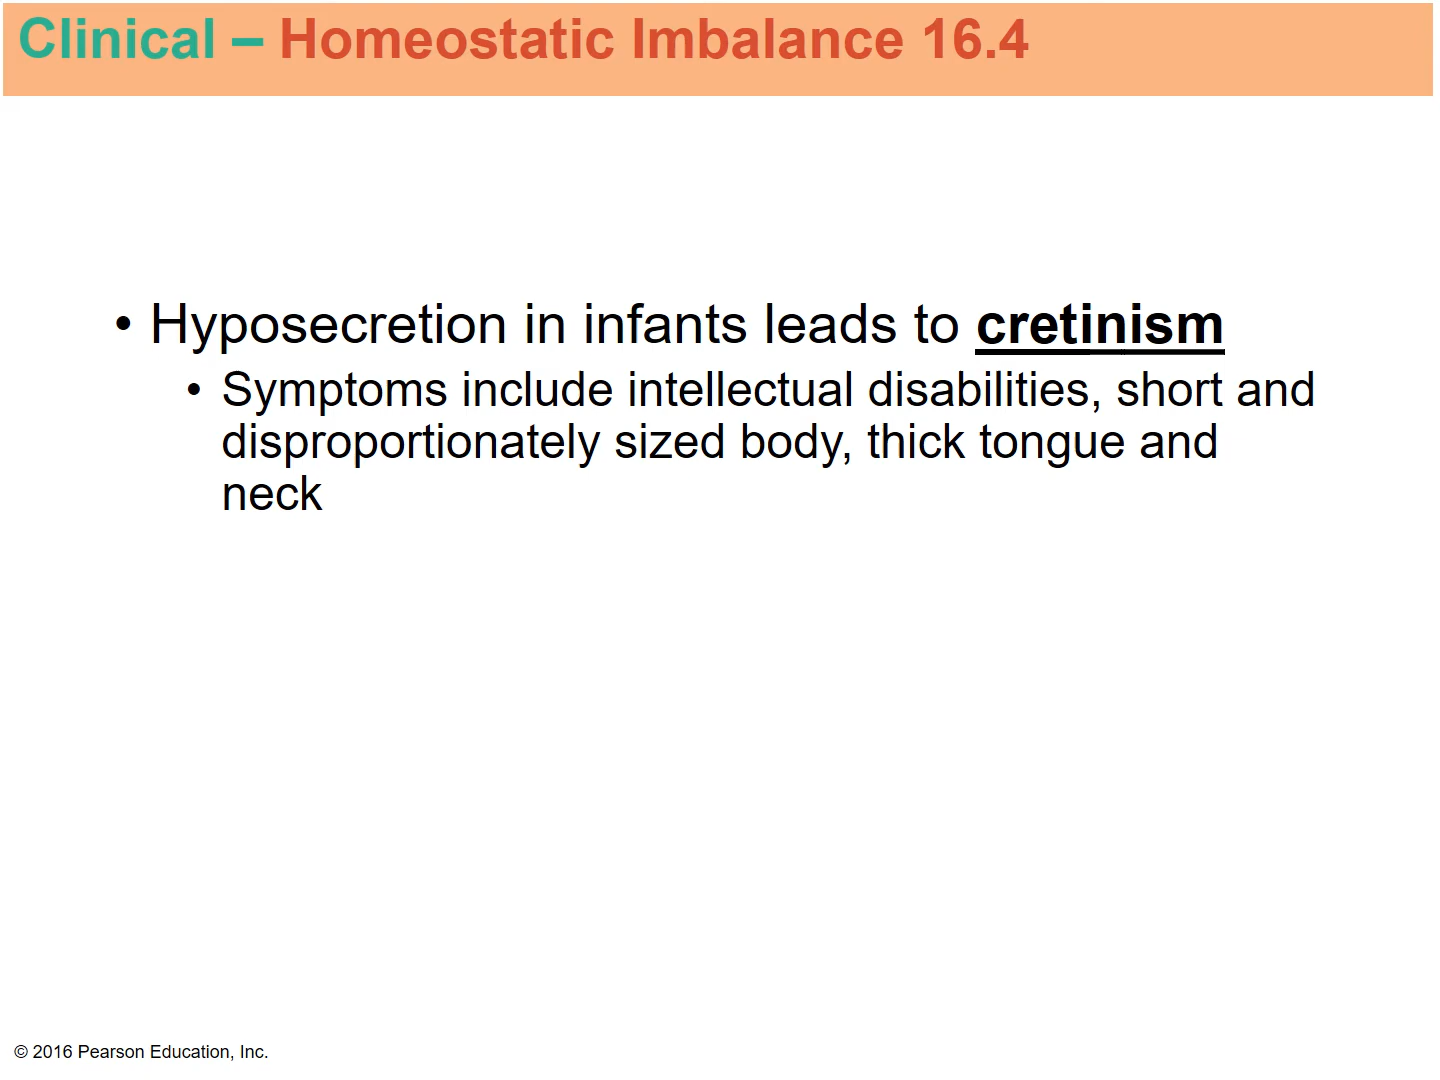 Clinical – Homeostatic Imbalance 16.4
• Hyposecretion in infants leads to cretinism
• Symptoms include intellectual disabilities, short and
disproportionately sized body, thick tongue and
neck
© 2016 Pearson Education, Inc.